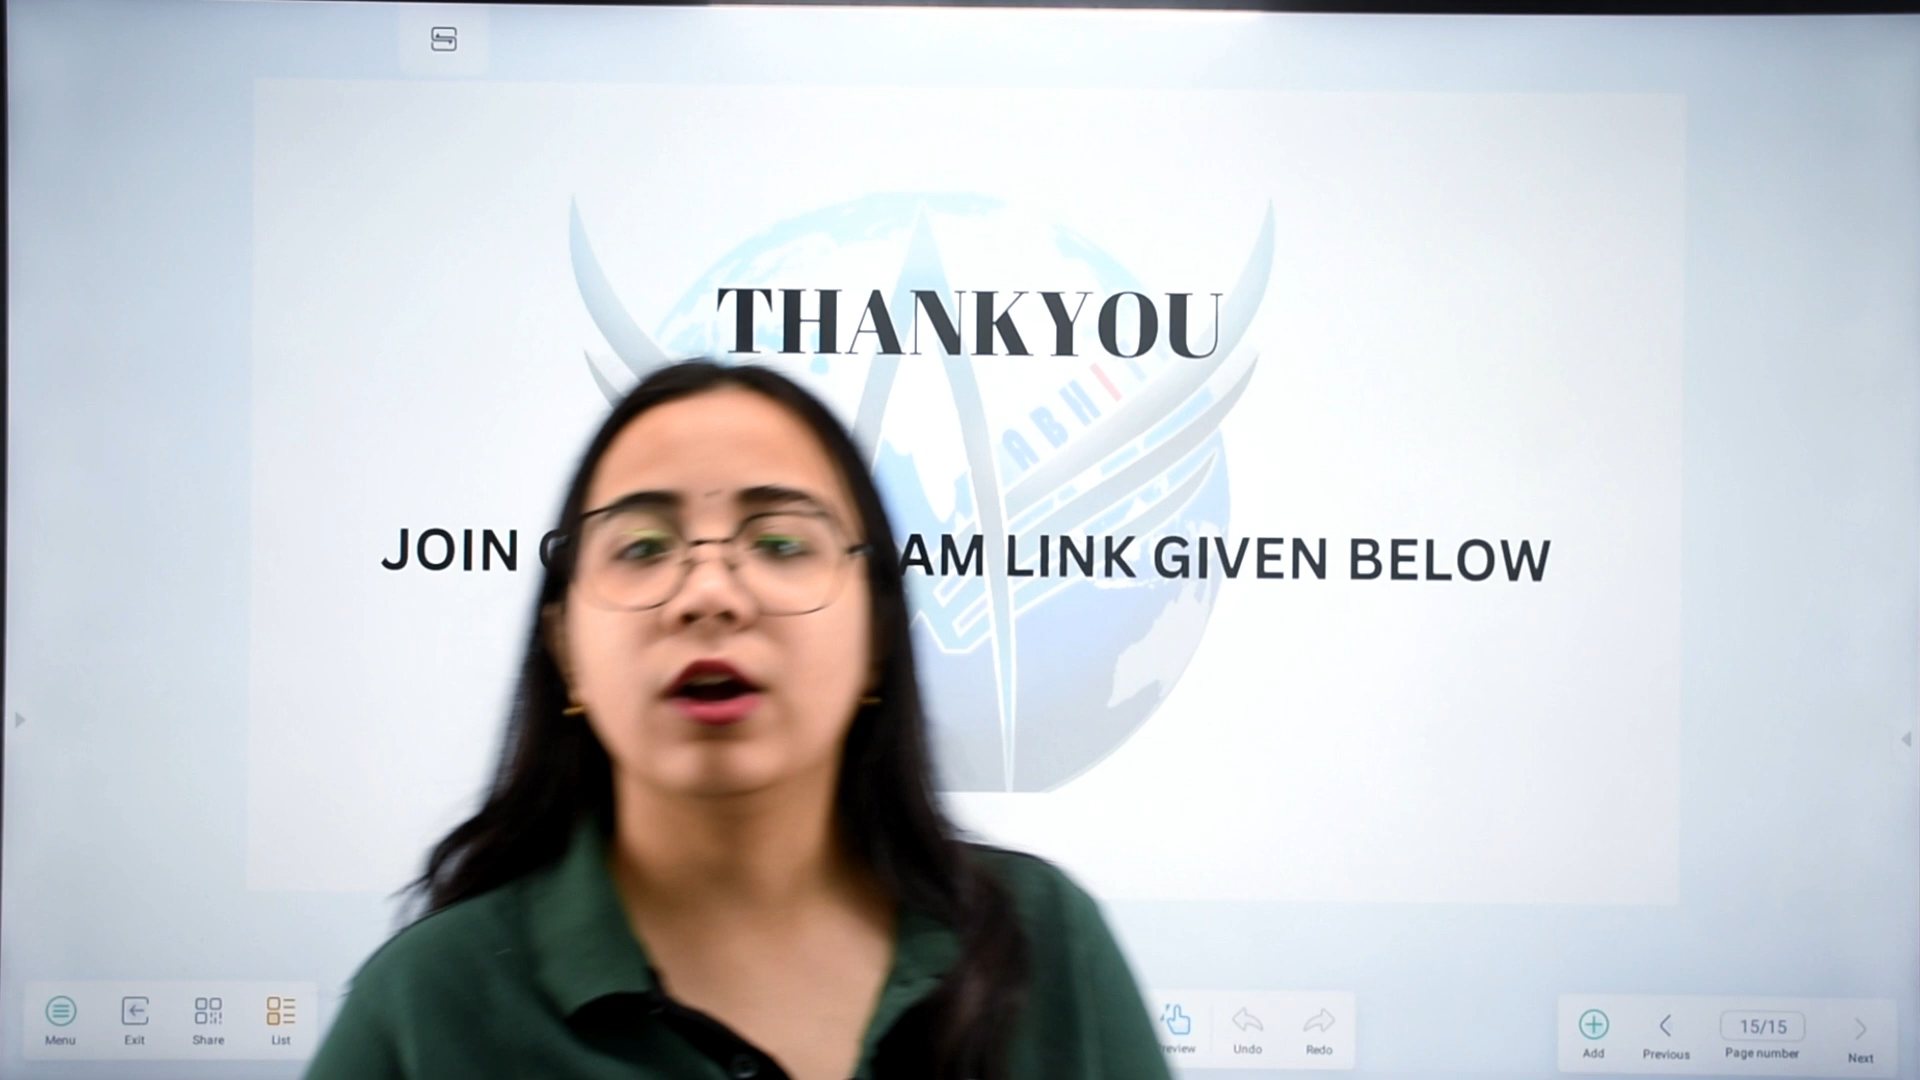 THANKYOU
ABHI
JOIN AM LINK GIVEN BELOW
Menu Exit Share List
Undo Redo
Add Previous Page number Next
15/15